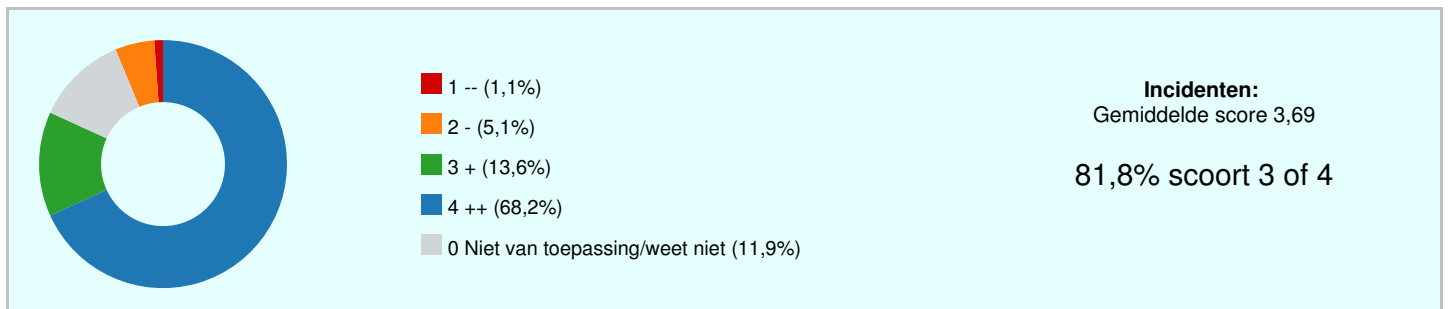 1 -- (1,1%)
2 - (5,1%)
3 + (13,6%)
4 ++ (68,2%)
0 Niet van toepassing/weet niet (11,9%)
Incidenten:
Gemiddelde score 3,69
81,8% scoort 3 of 4